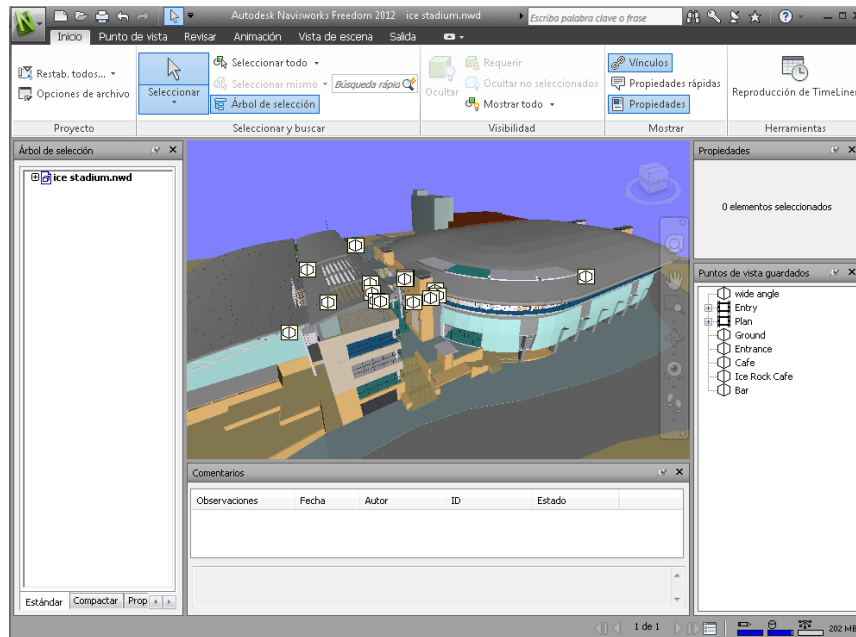 Autodesk Navisworks Freedom 2012 ice stadium.nwd
Escriba palabra clave o frase
Inicio Punto de vista Revisar Animación Vista de escena Salida
Restab. todos...
Opciones de archivo
Proyecto
Seleccionar
Seleccionar todo
Seleccionar mismo
Búsqueda rápida
Árbol de selección
Seleccionar y buscar
Ocultar
Requerir
Ocultar no seleccionados
Mostrar todo
Visibilidad
Vínculos
Propiedades rápidas
Propiedades
Mostrar
Reproducción de TimeLiner
Herramientas
Árbol de selección
ice stadium.nwd
Estándar Compactar Prop
Propiedades
0 elementos seleccionados
Puntos de vista guardados
wide angle
Entry
Plan
Ground
Entrance
Cafe
Ice Rock Cafe
Bar
Comentarios
Observaciones Fecha Autor ID Estado
1 de 1
202 MB